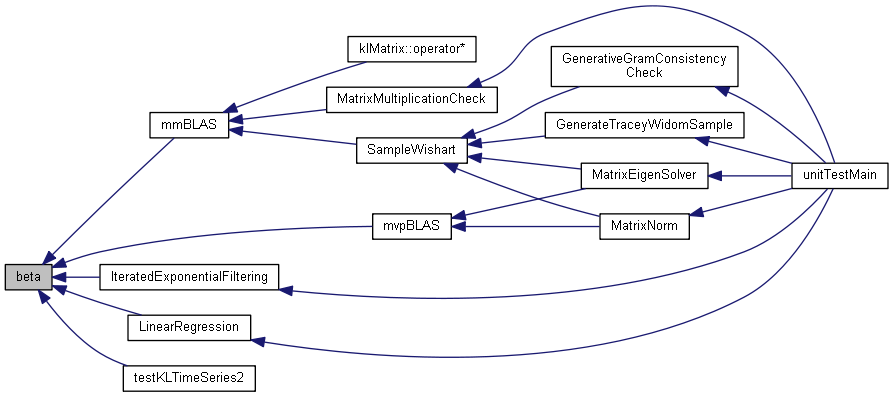 klMatrix::operator*
GenerativeGramConsistency
Check
MatrixMultiplicationCheck
mmBLAS
GenerateTraceyWidomSample
SampleWishart
MatrixEigenSolver
unitTestMain
mvpBLAS
MatrixNorm
beta
IteratedExponentialFiltering
LinearRegression
testKLTimeSeries2